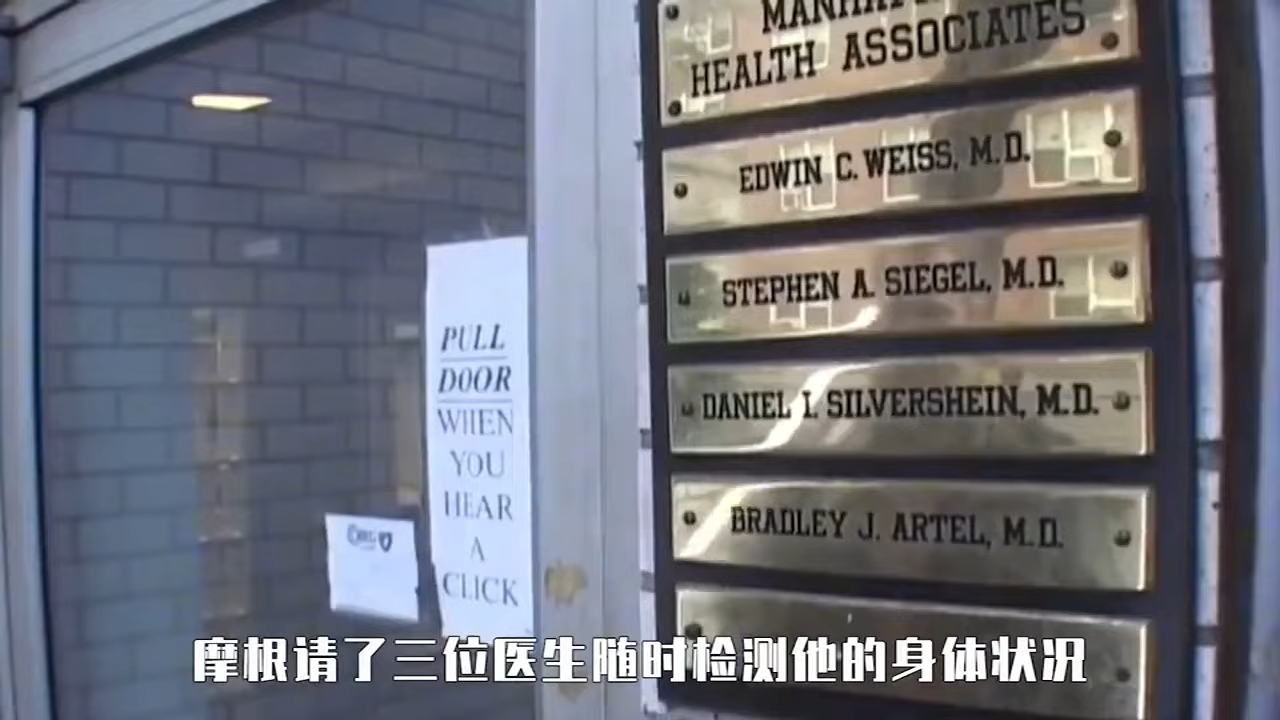 HEALTH ASSOCIATES
EDWIN C. WEISS, M.D.
STEPHEN A. SIEGEL, M.D.
DANIEL I. SILVERSHEIN, M.D.
BRADLEY J. ARTEL, M.D.
PULL
DOOR
WHEN
YOU
HEAR
A
CLICK
摩根请了三位医生随时检测他的身体状况